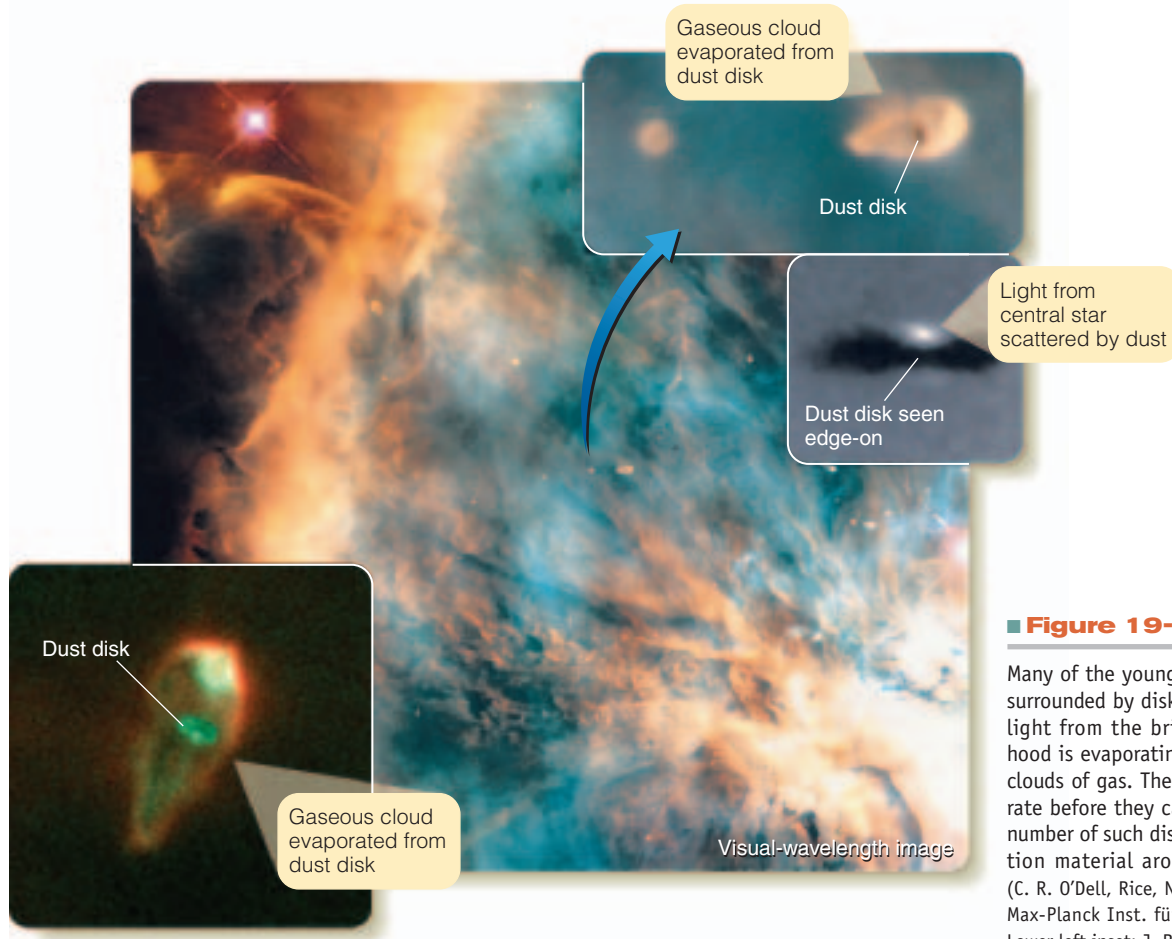 Gaseous cloud
evaporated from
dust disk
Dust disk
Light from
central star
scattered by dust
Dust disk seen
edge-on
Dust disk
Gaseous cloud
evaporated from
dust disk
Visual-wavelength image
■ Figure 19-
Many of the young
surrounded by disk
light from the bri
hood is evaporatin
clouds of gas. The
rate before they c
number of such dis
tion material aro
(C. R. O'Dell, Rice, N
Max-Planck Inst. fü